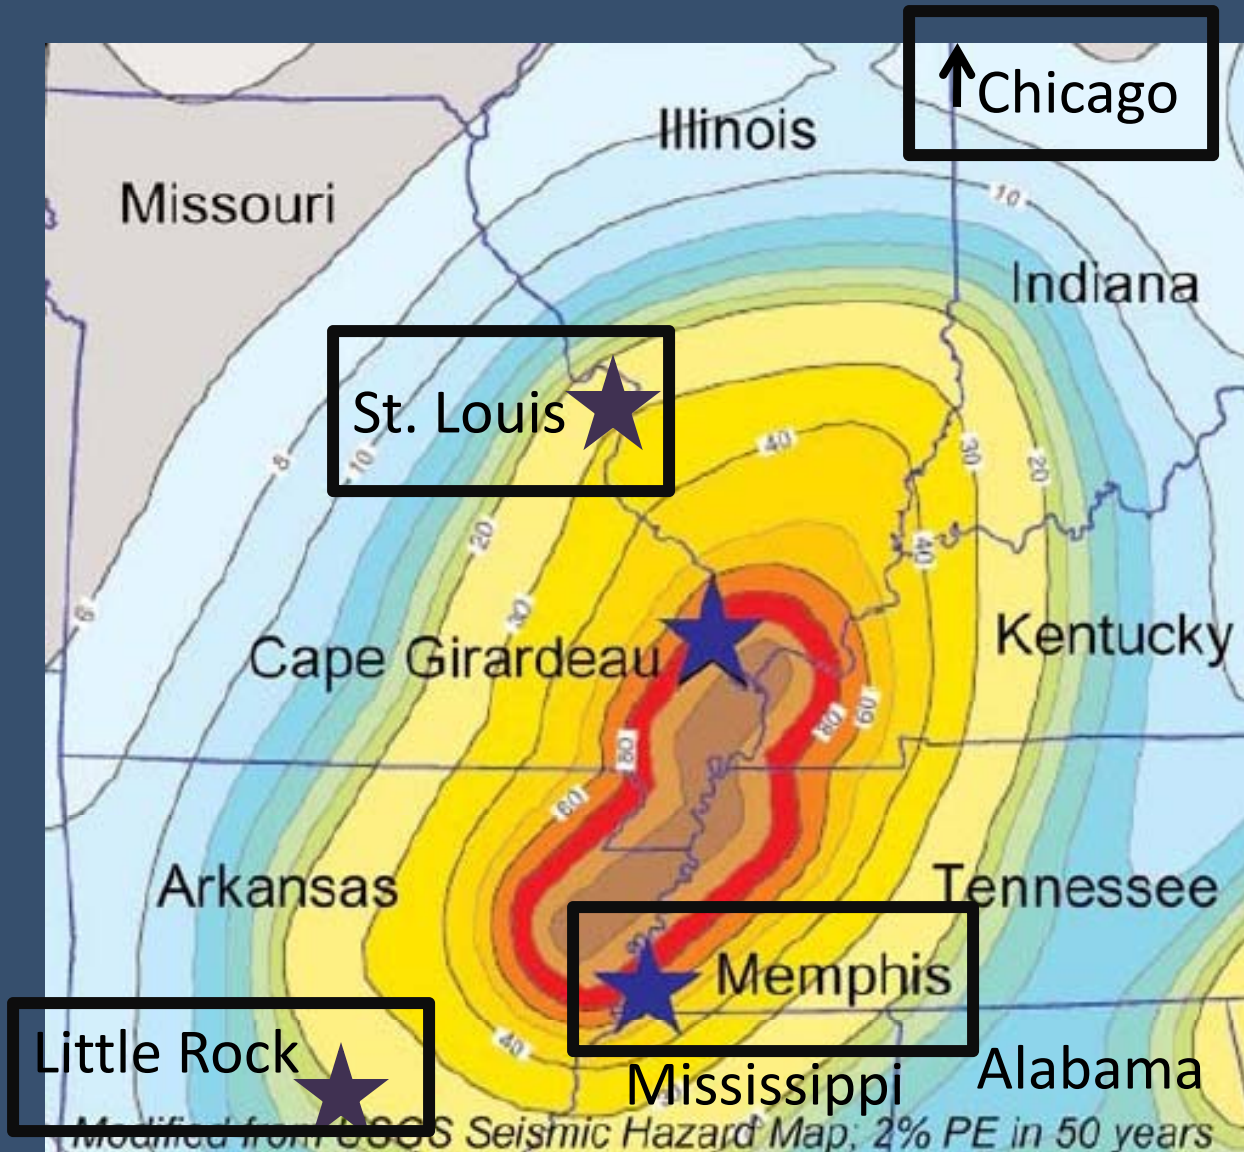 Chicago
Illinois
Missouri
10
Indiana
St. Louis
40
30
20
8
10
20
40
6
30
Cape Girardeau
Kentucky
60
80
80
60
Arkansas
Tennessee
Memphis
Little Rock
40
Mississippi
Alabama
Modified from USGS Seismic Hazard Map; 2% PE in 50 years